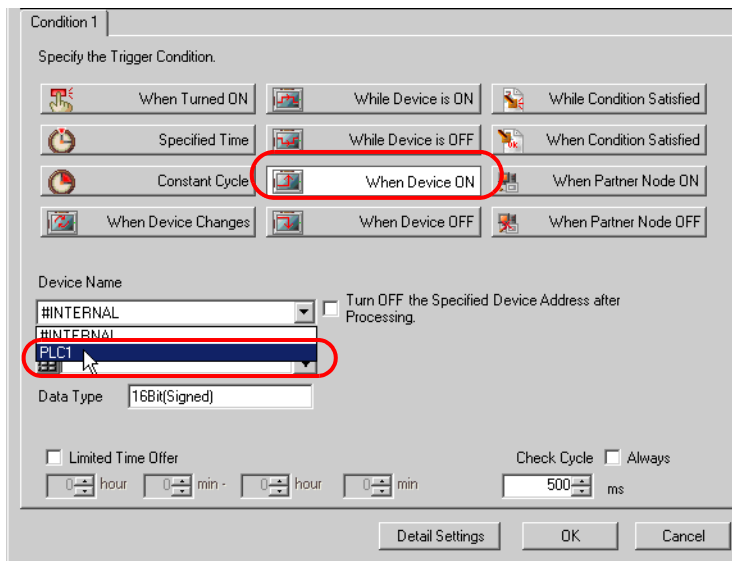 Condition 1
Specify the Trigger Condition.
When Turned ON
While Device is ON
While Condition Satisfied
Specified Time
While Device is OFF
When Condition Satisfied
Constant Cycle
When Device ON
When Partner Node ON
When Device Changes
When Device OFF
When Partner Node OFF
Device Name
#INTERNAL
Turn OFF the Specified Device Address after
Processing.
#INTERNAL
PLC1
Data Type 16Bit(Signed)
Limited Time Offer
Check Cycle Always
0 hour 0 min - 0 hour 0 min
500 ms
Detail Settings OK Cancel